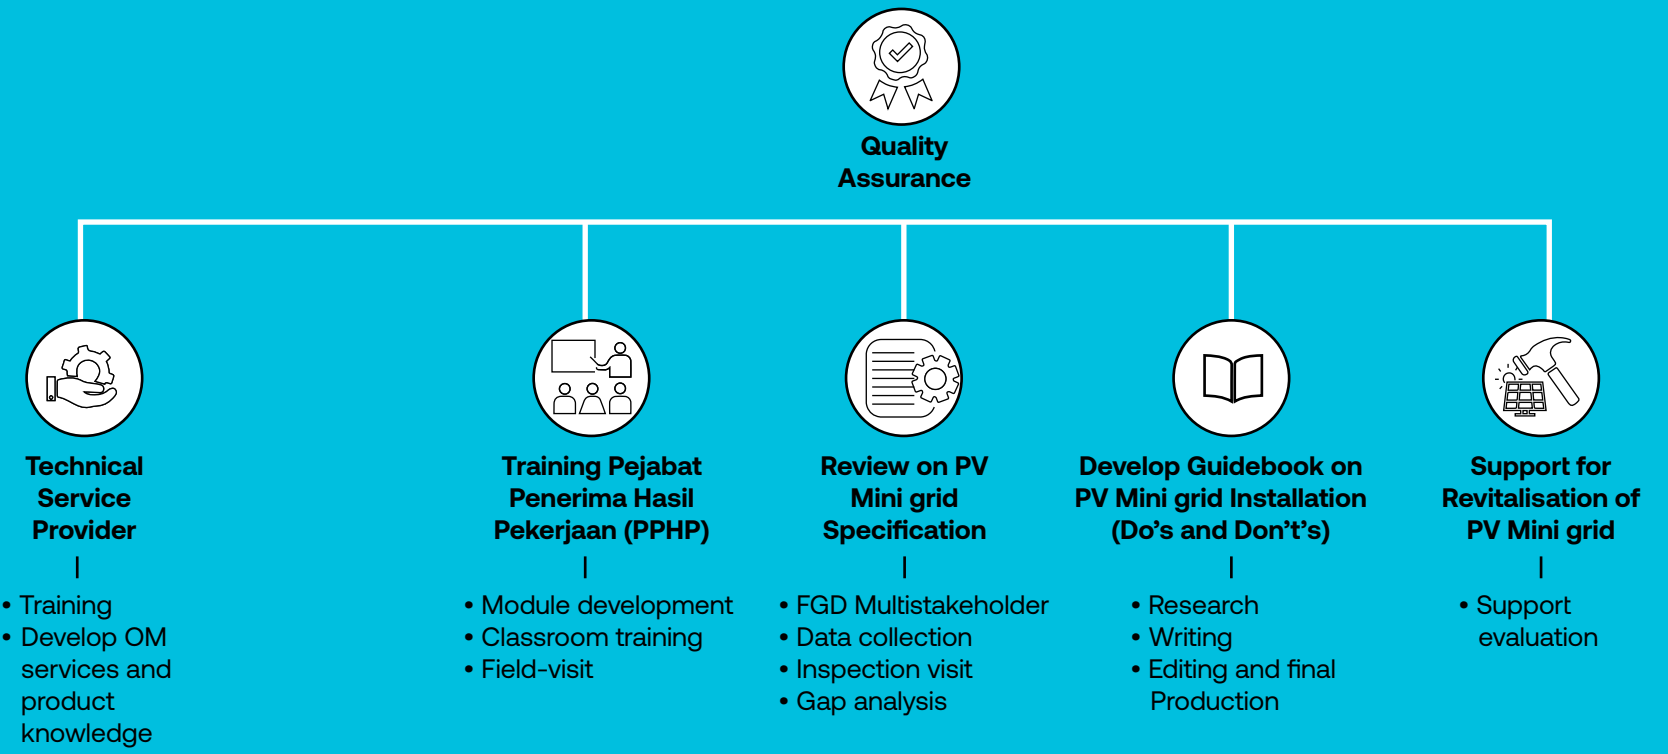 Quality
Assurance
Technical
Service
Provider
• Training
• Develop OM
services and
product
knowledge
Training Pejabat
Penerima Hasil
Pekerjaan (PPHP)
• Module development
• Classroom training
• Field-visit
Review on PV
Mini grid
Specification
• FGD Multistakeholder
• Data collection
• Inspection visit
• Gap analysis
Develop Guidebook on
PV Mini grid Installation
(Do’s and Don’t’s)
• Research
• Writing
• Editing and final
Production
Support for
Revitalisation of
PV Mini grid
• Support
evaluation